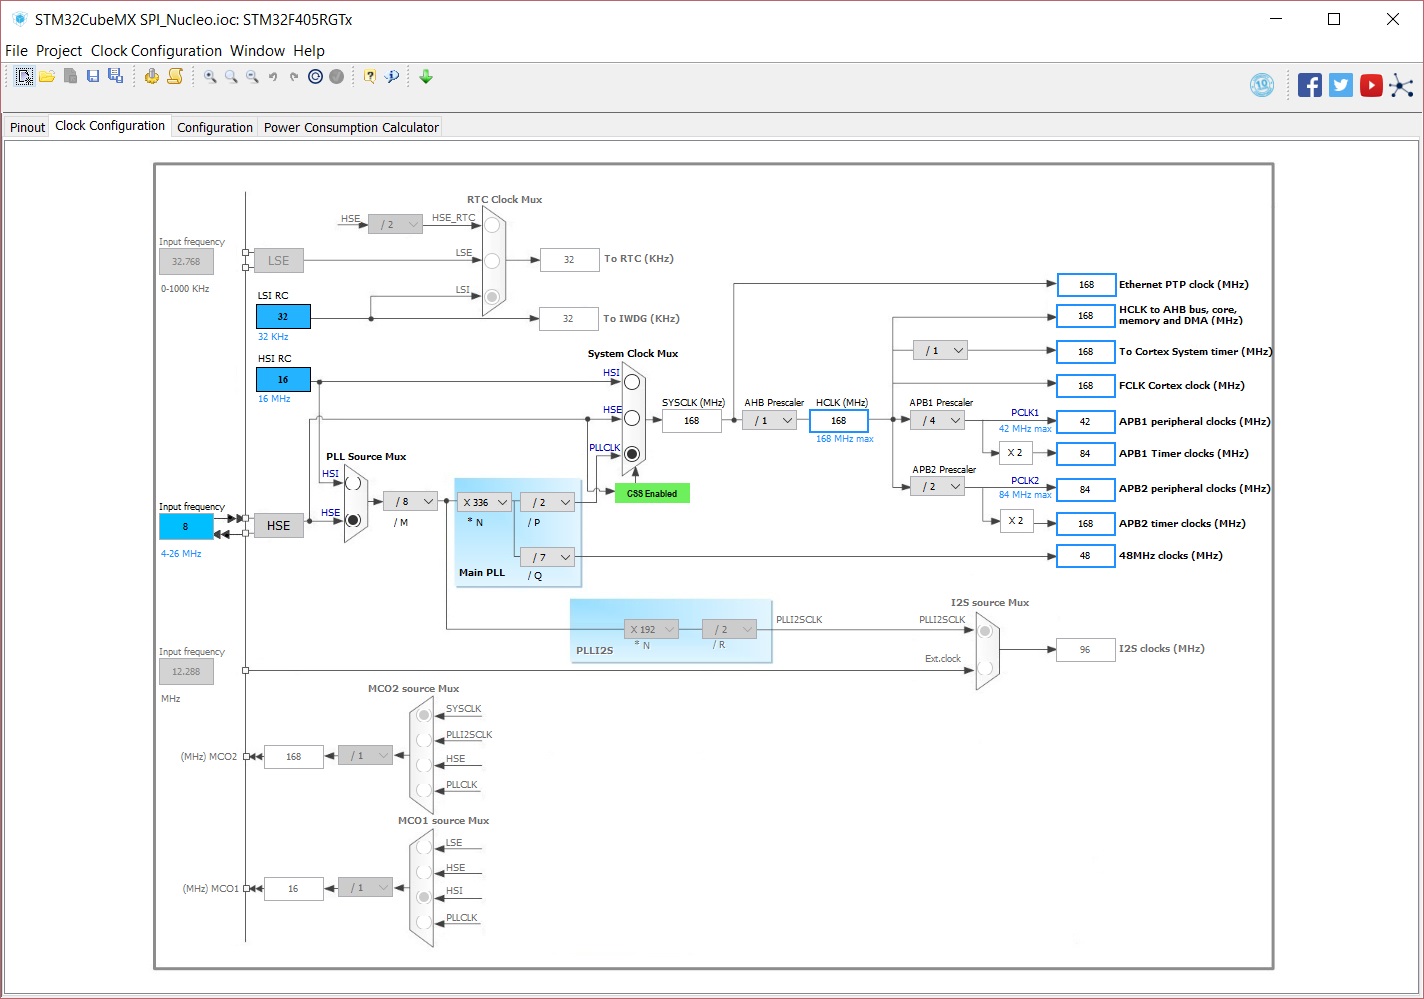 STM32CubeMX SPI_Nucleo.ioc: STM32F405RGTx
File Project Clock Configuration Window Help
Pinout Clock Configuration Configuration Power Consumption Calculator
RTC Clock Mux
HSE / 2 HSE_RTC
Input frequency
32.768
0-1000 KHz
LSE
LSE
32
To RTC (KHz)
LSI RC
32
32 KHz
LSI
32
To IWDG (KHz)
HSI RC
16
16 MHz
System Clock Mux
HSI
HSE
PLLCLK
CSS Enabled
SYSCLK (MHz)
168
AHB Prescaler
/ 1
HCLK (MHz)
168
168 MHz max
168
Ethernet PTP clock (MHz)
168
HCLK to AHB bus, core,
memory and DMA (MHz)
/ 1
168
To Cortex System timer (MHz)
168
FCLK Cortex clock (MHz)
APB1 Prescaler
/ 4
PCLK1
42 MHz max
42
APB1 peripheral clocks (MHz)
X 2
84
APB1 Timer clocks (MHz)
APB2 Prescaler
/ 2
PCLK2
84 MHz max
84
APB2 peripheral clocks (MHz)
X 2
168
APB2 timer clocks (MHz)
48
48MHz clocks (MHz)
PLL Source Mux
HSI
HSE
Input frequency
8
4-26 MHz
HSE
/ 8
/ M
X 336
* N
/ 2
/ P
/ 7
/ Q
Main PLL
X 192
* N
/ 2
/ R
PLLI2S
PLLI2SCLK
I2S source Mux
PLLI2SCLK
Ext.clock
96
I2S clocks (MHz)
Input frequency
12.288
MHz
MCO2 source Mux
SYSCLK
PLLI2SCLK
HSE
PLLCLK
(MHz) MCO2
168
/ 1
MCO1 source Mux
LSE
HSE
HSI
PLLCLK
(MHz) MCO1
16
/ 1